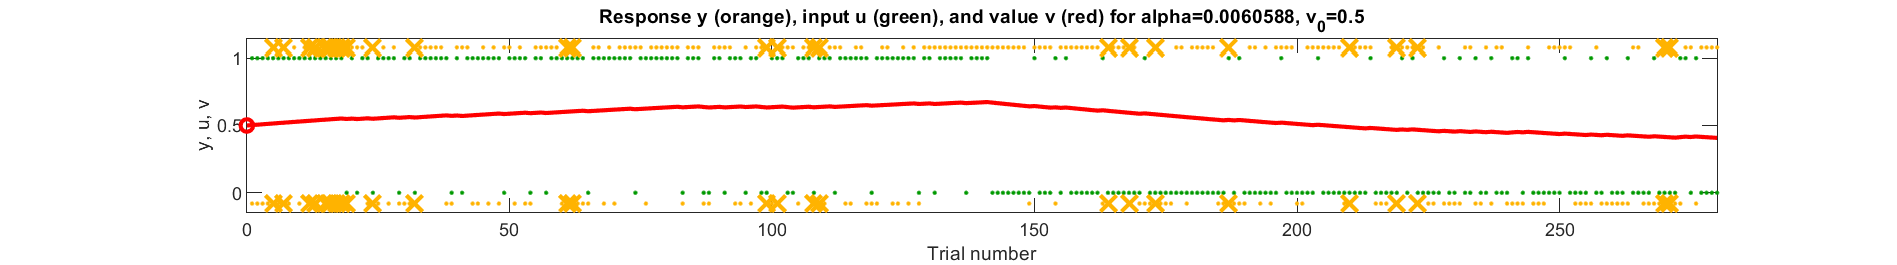 Response y (orange), input u (green), and value v (red) for alpha=0.0060588, v0=0.5
y, u, v
1
0.5
0
0 50 100 150 200 250
Trial number